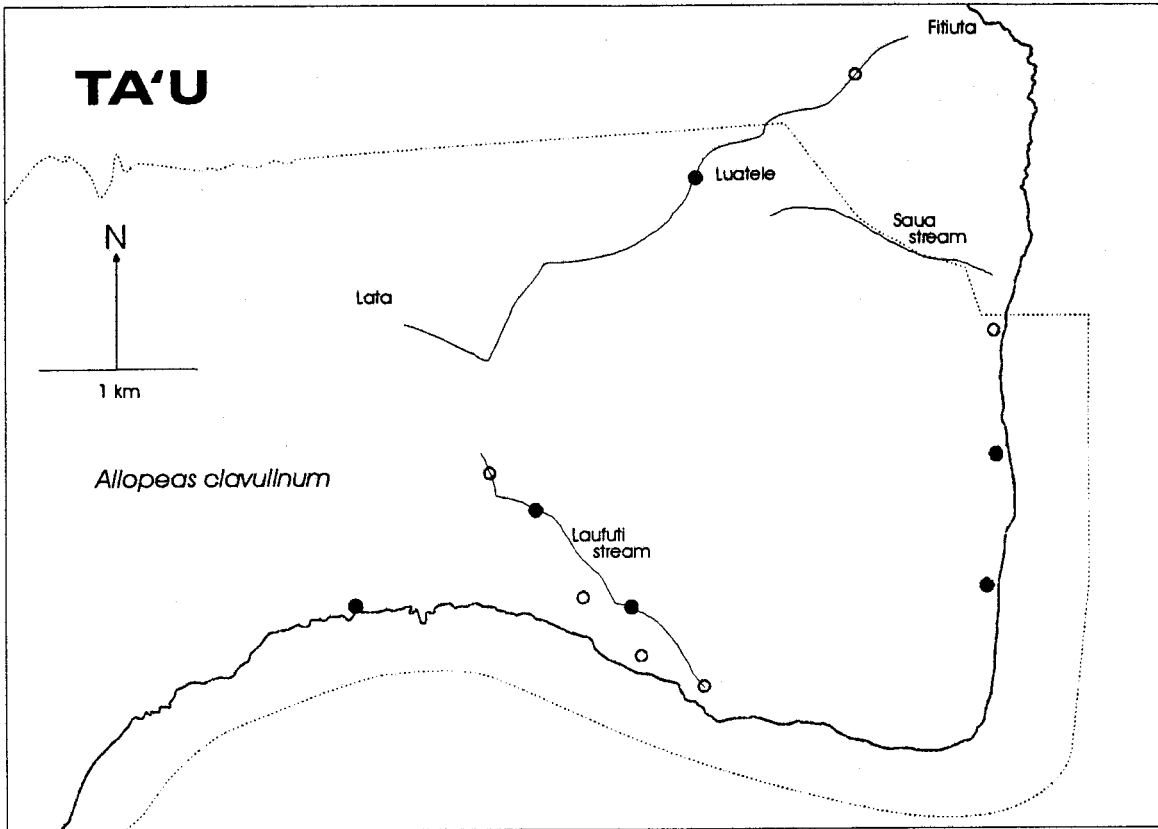 Fitiuta
TA‘U
Luatele
Saua
stream
N
Lata
1 km
Allopeas clavulinum
Laufuti
stream